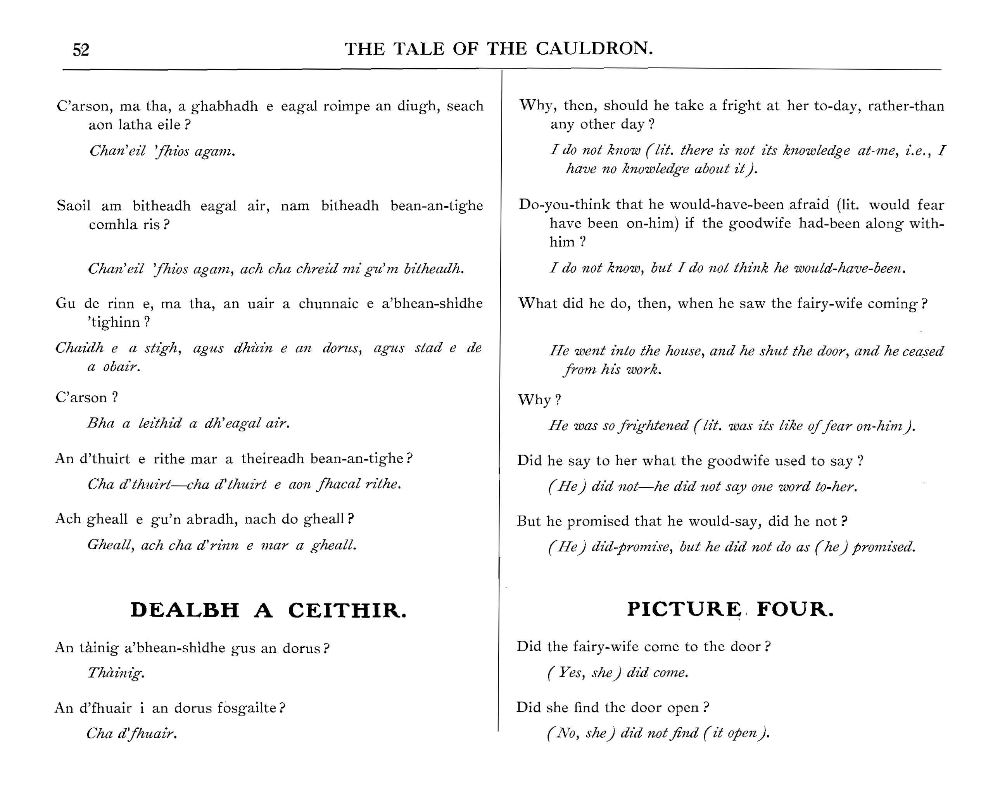 52
THE TALE OF THE CAULDRON.
C'arson, ma tha, a ghabhadh e eagal roimpe an diugh, seach
aon latha eile?
Chan'eil 'fhios agam.
Saoil am bitheadh eagal air, nam bitheadh bean-an-tighe
comhla ris?
Chan'eil 'fhios agam, ach cha chreid mi gu'm bitheadh.
Gu de rinn e, ma tha, an uair a chunnaic e a'bhean-shìdhe
'tighinn?
Chaidh e a stigh, agus dhùin e an dorus, agus stad e de
a obair.
C'arson?
Bha a leithid a dh'eagal air.
An d'thuirt e rithe mar a theireadh bean-an-tighe?
Cha d'thuirt—cha d'thuirt e aon fhacal rithe.
Ach gheall e gu'n abradh, nach do gheall?
Gheall, ach cha d'rinn e mar a gheall.
DEALBH A CEITHIR.
An tàinig a'bhean-shìdhe gus an dorus?
Thàinig.
An d'fhuair i an dorus fosgailte?
Cha d'fhuair.
Why, then, should he take a fright at her to-day, rather-than
any other day?
I do not know (lit. there is not its knowledge at-me, i.e., I
have no knowledge about it).
Do-you-think that he would-have-been afraid (lit. would fear
have been on-him) if the goodwife had-been along with-
him?
I do not know, but I do not think he would-have-been.
What did he do, then, when he saw the fairy-wife coming?
He went into the house, and he shut the door, and he ceased
from his work.
Why?
He was so frightened (lit. was its like of fear on-him).
Did he say to her what the goodwife used to say?
(He) did not—he did not say one word to-her.
But he promised that he would-say, did he not?
(He) did-promise, but he did not do as (he) promised.
PICTURE FOUR.
Did the fairy-wife come to the door?
(Yes, she) did come.
Did she find the door open?
(No, she) did not find (it open).